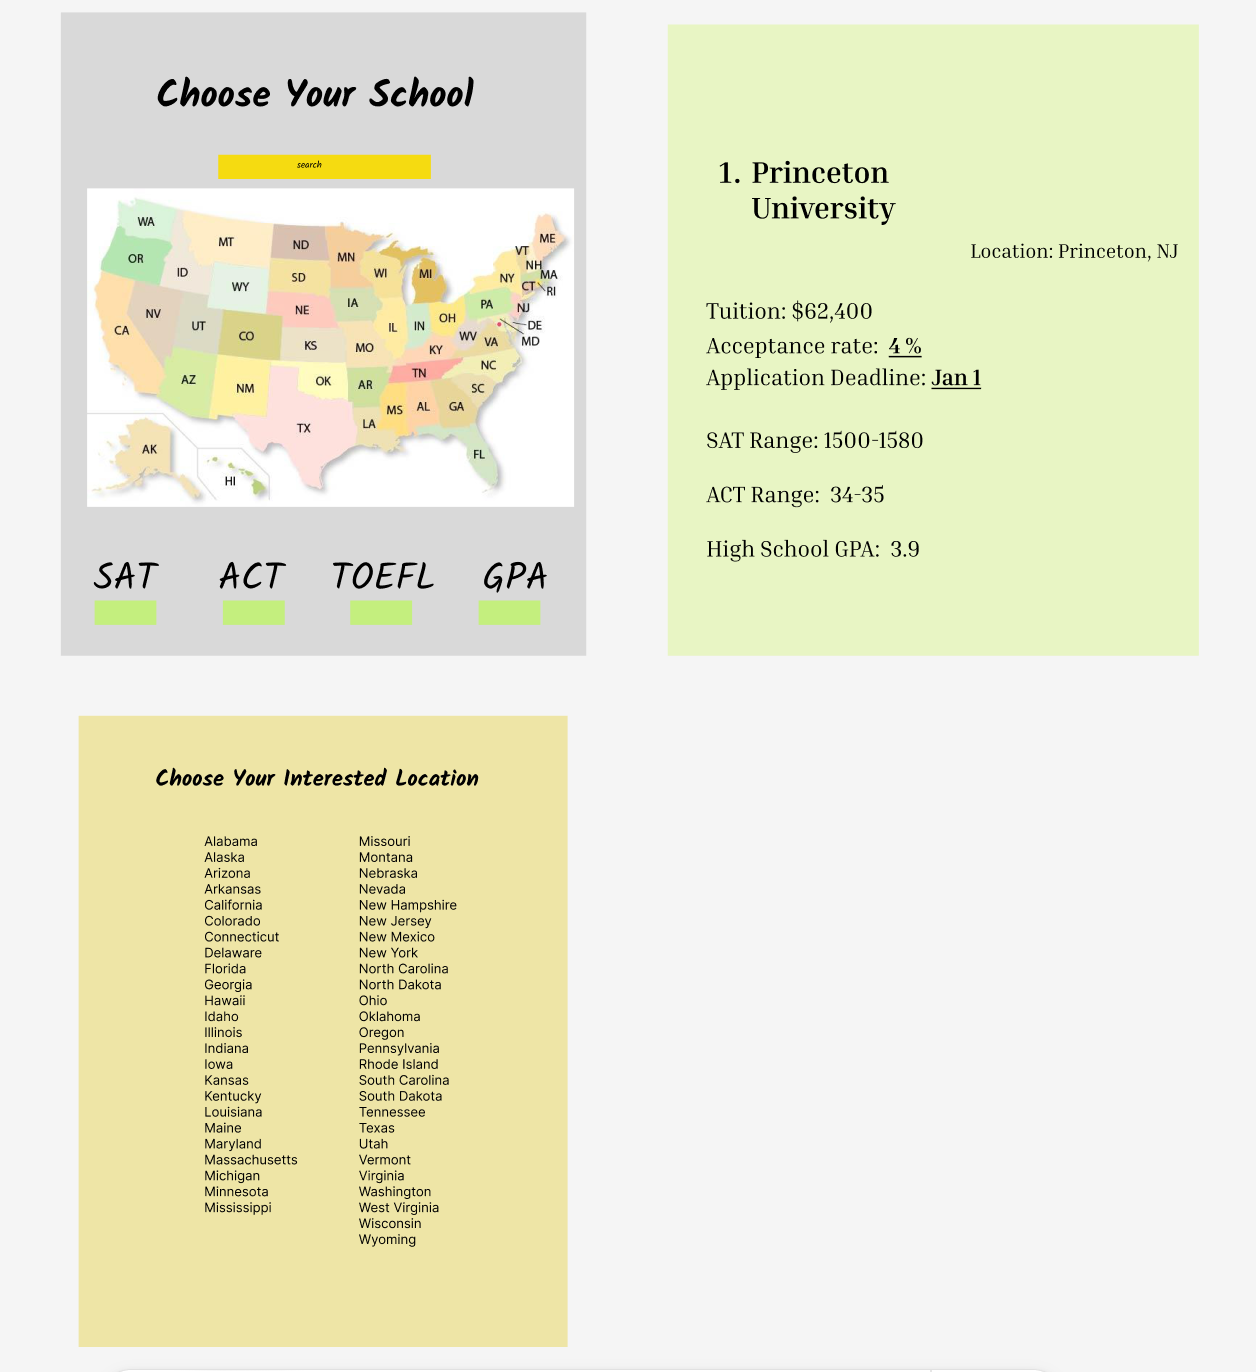 Choose Your School
search
WA
OR
CA
NV
ID
MT
WY
UT
AZ
CO
NM
ND
SD
NE
KS
OK
TX
MN
IA
MO
AR
LA
WI
IL
MI
IN
OH
KY
TN
MS
AL
GA
FL
SC
NC
VA
WV
PA
NY
VT
NH
ME
MA
RI
CT
NJ
DE
MD
AK
HI
SAT ACT TOEFL GPA
1. Princeton
University
Location: Princeton, NJ
Tuition: $62,400
Acceptance rate: 4 %
Application Deadline: Jan 1
SAT Range: 1500-1580
ACT Range: 34-35
High School GPA: 3.9
Choose Your Interested Location
Alabama
Alaska
Arizona
Arkansas
California
Colorado
Connecticut
Delaware
Florida
Georgia
Hawaii
Idaho
Illinois
Indiana
Iowa
Kansas
Kentucky
Louisiana
Maine
Maryland
Massachusetts
Michigan
Minnesota
Mississippi
Missouri
Montana
Nebraska
Nevada
New Hampshire
New Jersey
New Mexico
New York
North Carolina
North Dakota
Ohio
Oklahoma
Oregon
Pennsylvania
Rhode Island
South Carolina
South Dakota
Tennessee
Texas
Utah
Vermont
Virginia
Washington
West Virginia
Wisconsin
Wyoming